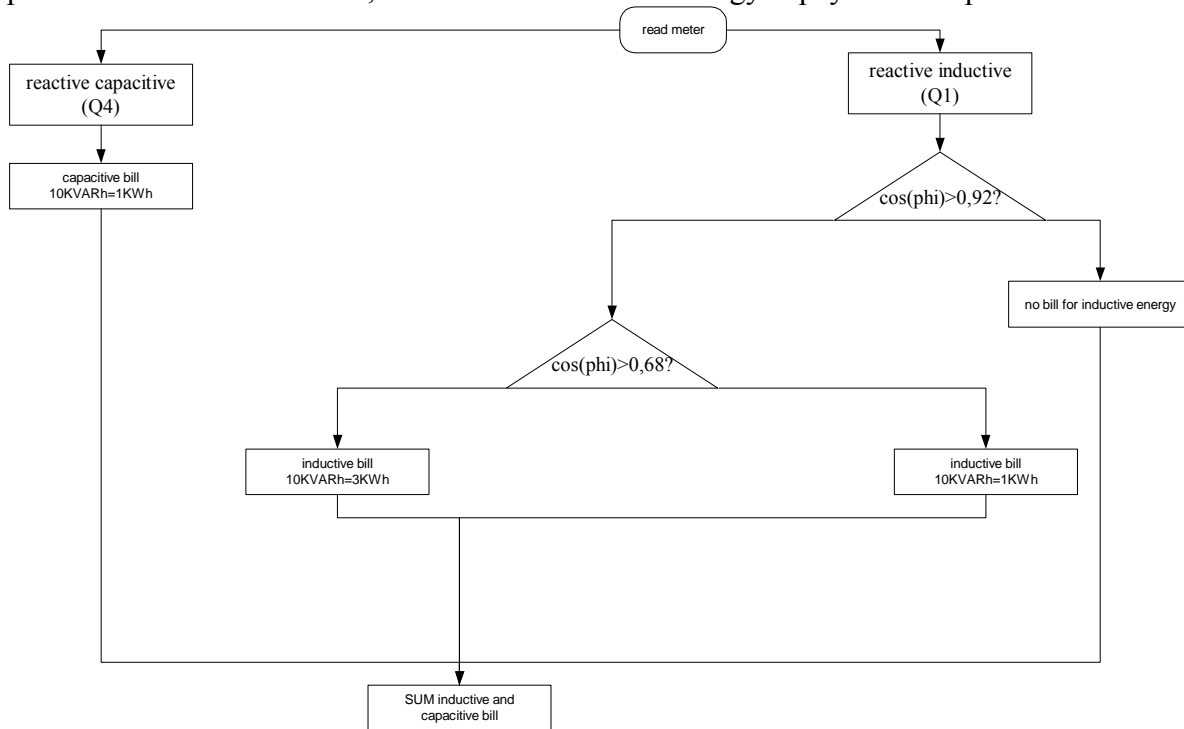 read meter
reactive capacitive
(Q4)
reactive inductive
(Q1)
capacitive bill
10KVARh=1KWh
cos(phi)>0,92?
no bill for inductive energy
cos(phi)>0,68?
inductive bill
10KVARh=3KWh
inductive bill
10KVARh=1KWh
SUM inductive and
capacitive bill